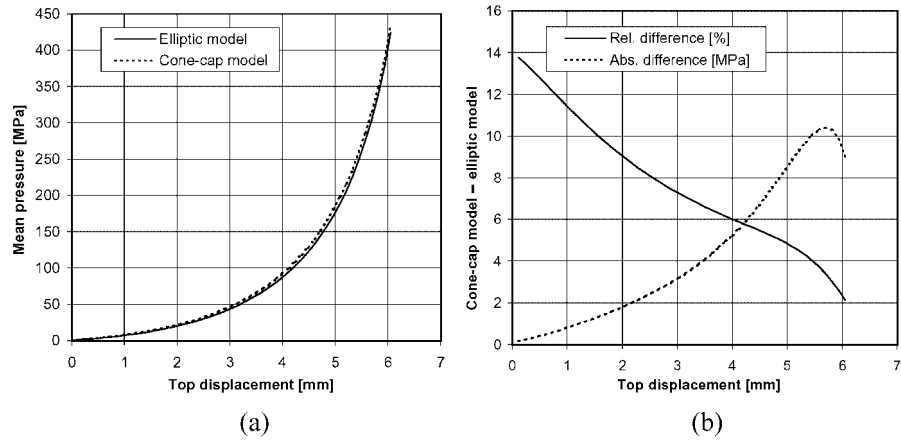 450
400
350
300
250
200
150
100
50
0
Mean pressure [MPa]
Elliptic model
Cone-cap model
0 1 2 3 4 5 6 7
Top displacement [mm]
(a)
16
14
12
10
8
6
4
2
0
Cone-cap model – elliptic model
Rel. difference [%]
Abs. difference [MPa]
0 1 2 3 4 5 6 7
Top displacement [mm]
(b)